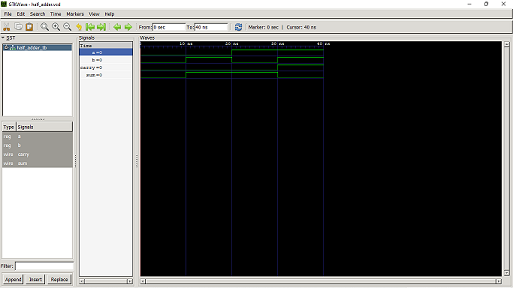 GTKWave - half_adder.vcd
File Edit Search Time Markers View Help
From: 0 sec To: 40 ns Marker: 0 sec | Cursor: 40 ns
SST
half_adder_tb
Type Signals
reg a
reg b
wire carry
wire sum
Filter:
Append Insert Replace
Signals
Time
a =0
b =0
carry =0
sum =0
Waves
10 ns 20 ns 30 ns 40 ns